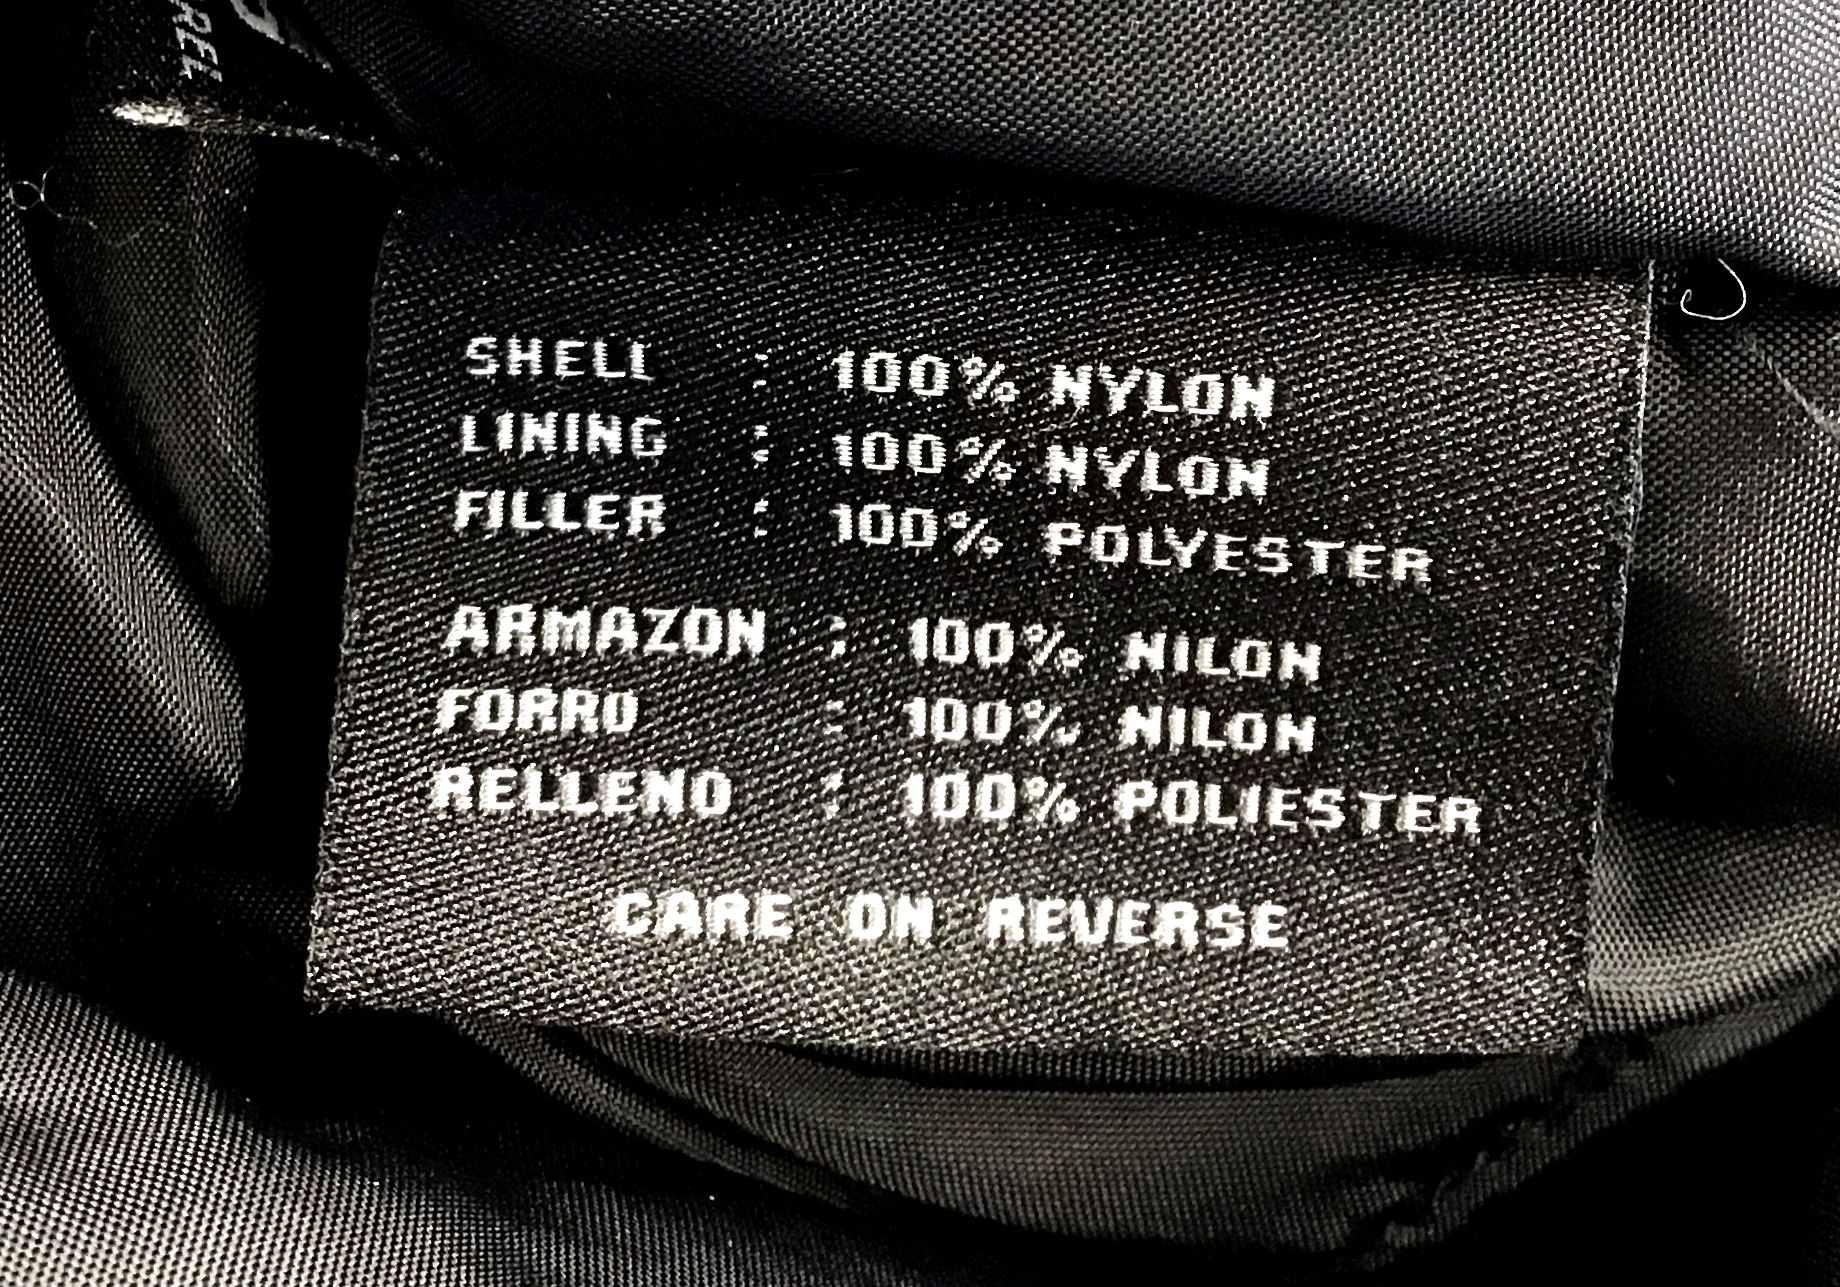 SHELL : 100% NYLON
LINING : 100% NYLON
FILLER : 100% POLYESTER
ARMAZON : 100% NILON
FORRO : 100% NILON
RELLENO : 100% POLIESTER
CARE ON REVERSE